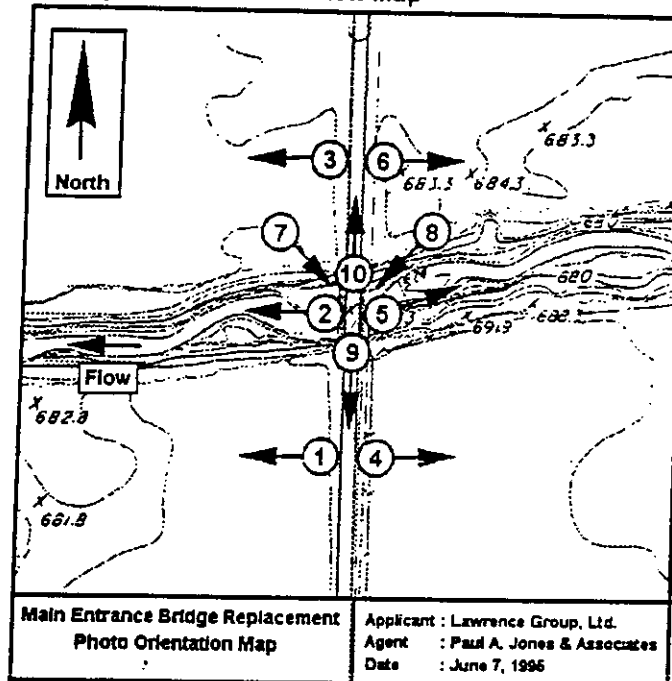 Map
North
3
6
683.3
683.3
684.3
7
8
10
680
2
5
9
Flow
682.8
1
4
681.8
Main Entrance Bridge Replacement
Photo Orientation Map
Applicant : Lawrence Group, Ltd.
Agent : Paul A. Jones & Associates
Date : June 7, 1995